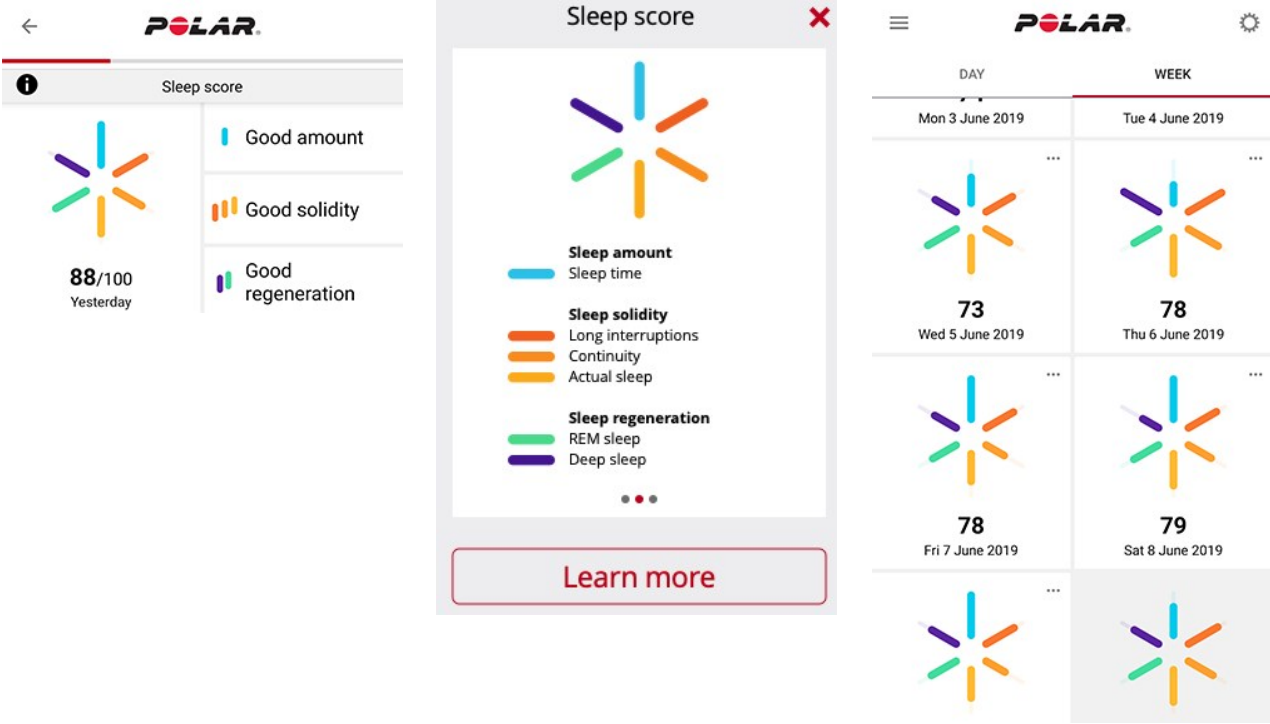 POLAR.
Sleep score
Good amount
Good solidity
Good
regeneration
88/100
Yesterday
Sleep score
Sleep amount
Sleep time
Sleep solidity
Long interruptions
Continuity
Actual sleep
Sleep regeneration
REM sleep
Deep sleep
Learn more
POLAR.
DAY
WEEK
Mon 3 June 2019
Tue 4 June 2019
73
Wed 5 June 2019
78
Thu 6 June 2019
78
Fri 7 June 2019
79
Sat 8 June 2019